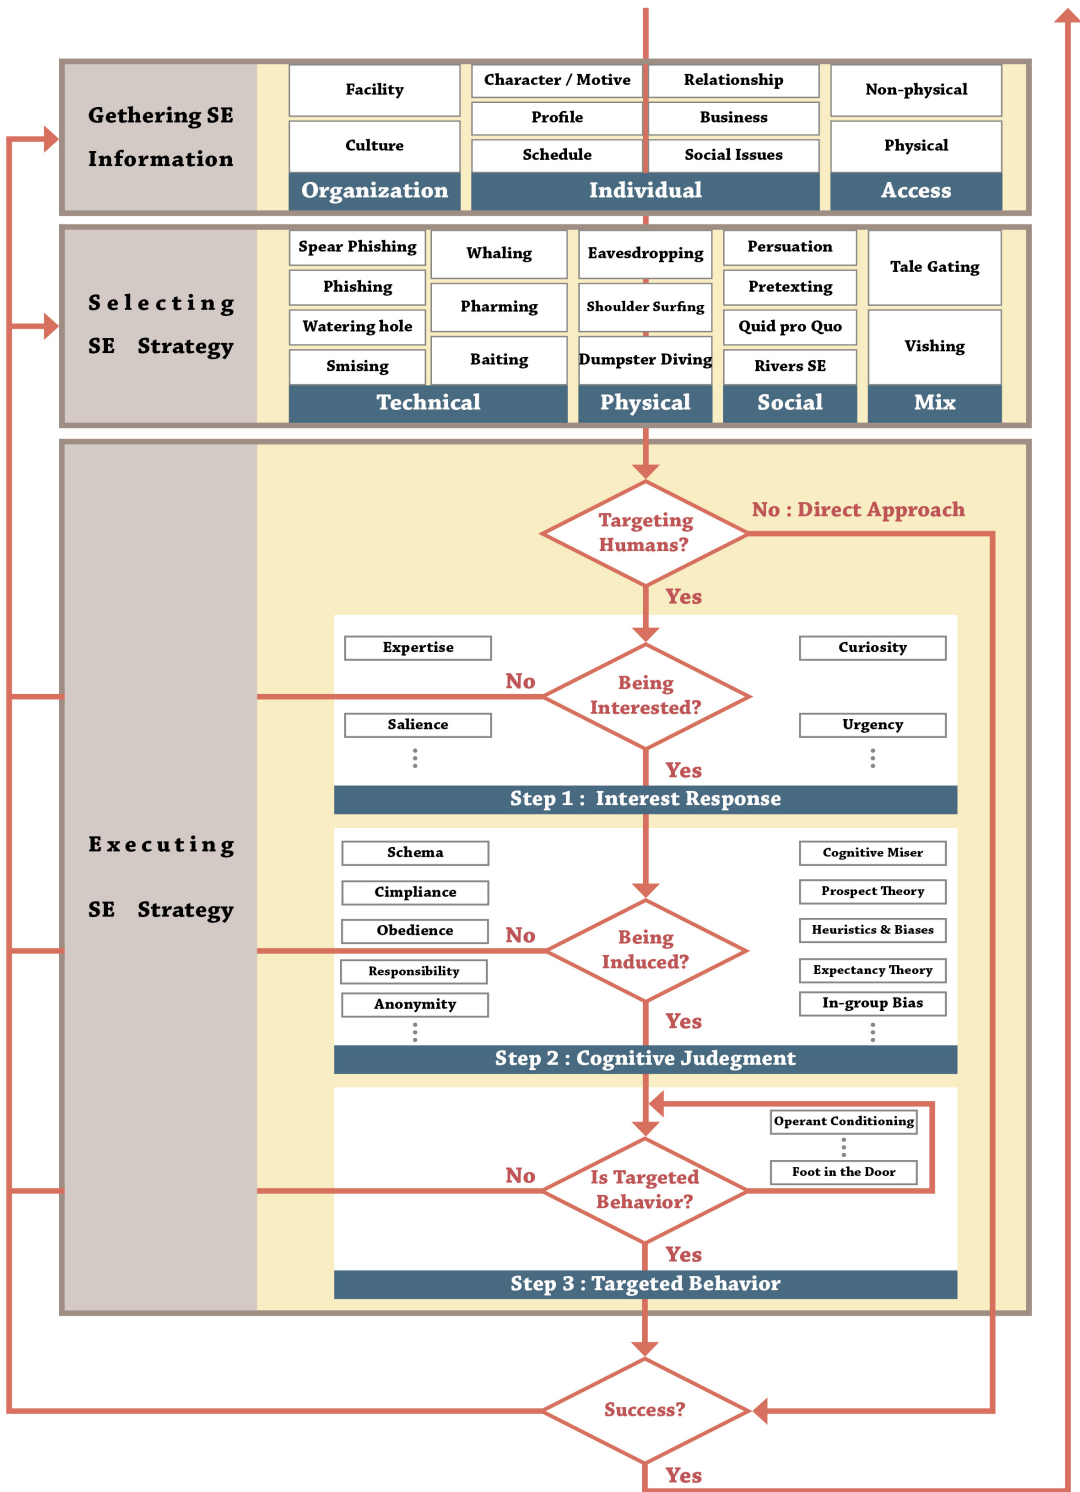 Gethering SE
Information
Facility
Culture
Organization
Character / Motive
Profile
Schedule
Relationship
Business
Social Issues
Individual
Non-physical
Physical
Access
Selecting
SE Strategy
Spear Phishing
Phishing
Watering hole
Smising
Whaling
Pharming
Baiting
Technical
Eavesdropping
Shoulder Surfing
Dumpster Diving
Physical
Persuation
Pretexting
Quid pro Quo
Rivers SE
Social
Tale Gating
Vishing
Mix
Executing
SE Strategy
Targeting
Humans?
No : Direct Approach
Yes
Expertise
Salience
No
Being
Interested?
Curiosity
Urgency
Yes
Step 1 : Interest Response
Schema
Cimpliance
Obedience
Responsibility
Anonymity
No
Being
Induced?
Cognitive Miser
Prospect Theory
Heuristics & Biases
Expectancy Theory
In-group Bias
Yes
Step 2 : Cognitive Judegment
Operant Conditioning
Foot in the Door
No
Is Targeted
Behavior?
Yes
Step 3 : Targeted Behavior
Success?
Yes